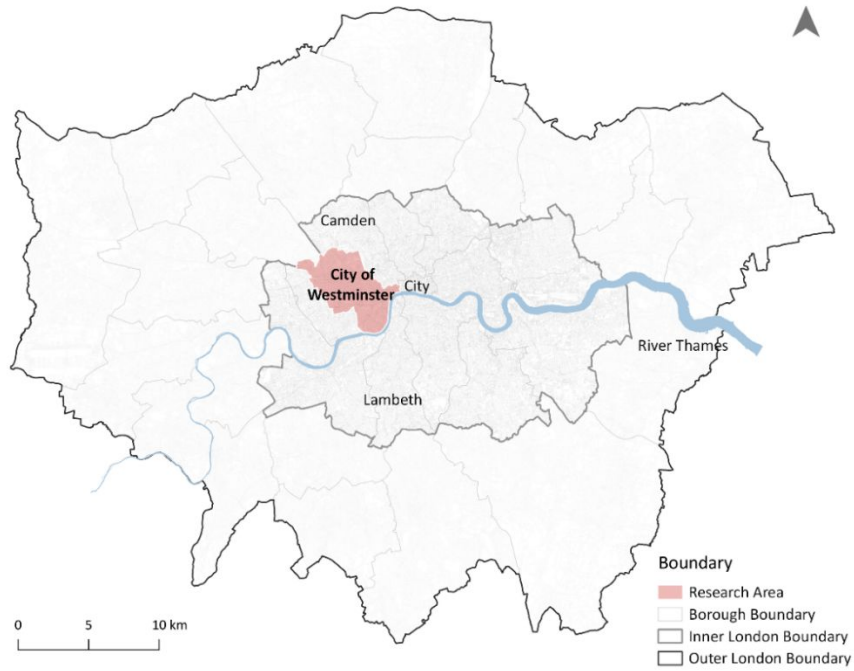 Camden
City of
Westminster
City
River Thames
Lambeth
Boundary
Research Area
Borough Boundary
Inner London Boundary
Outer London Boundary
0 5 10 km